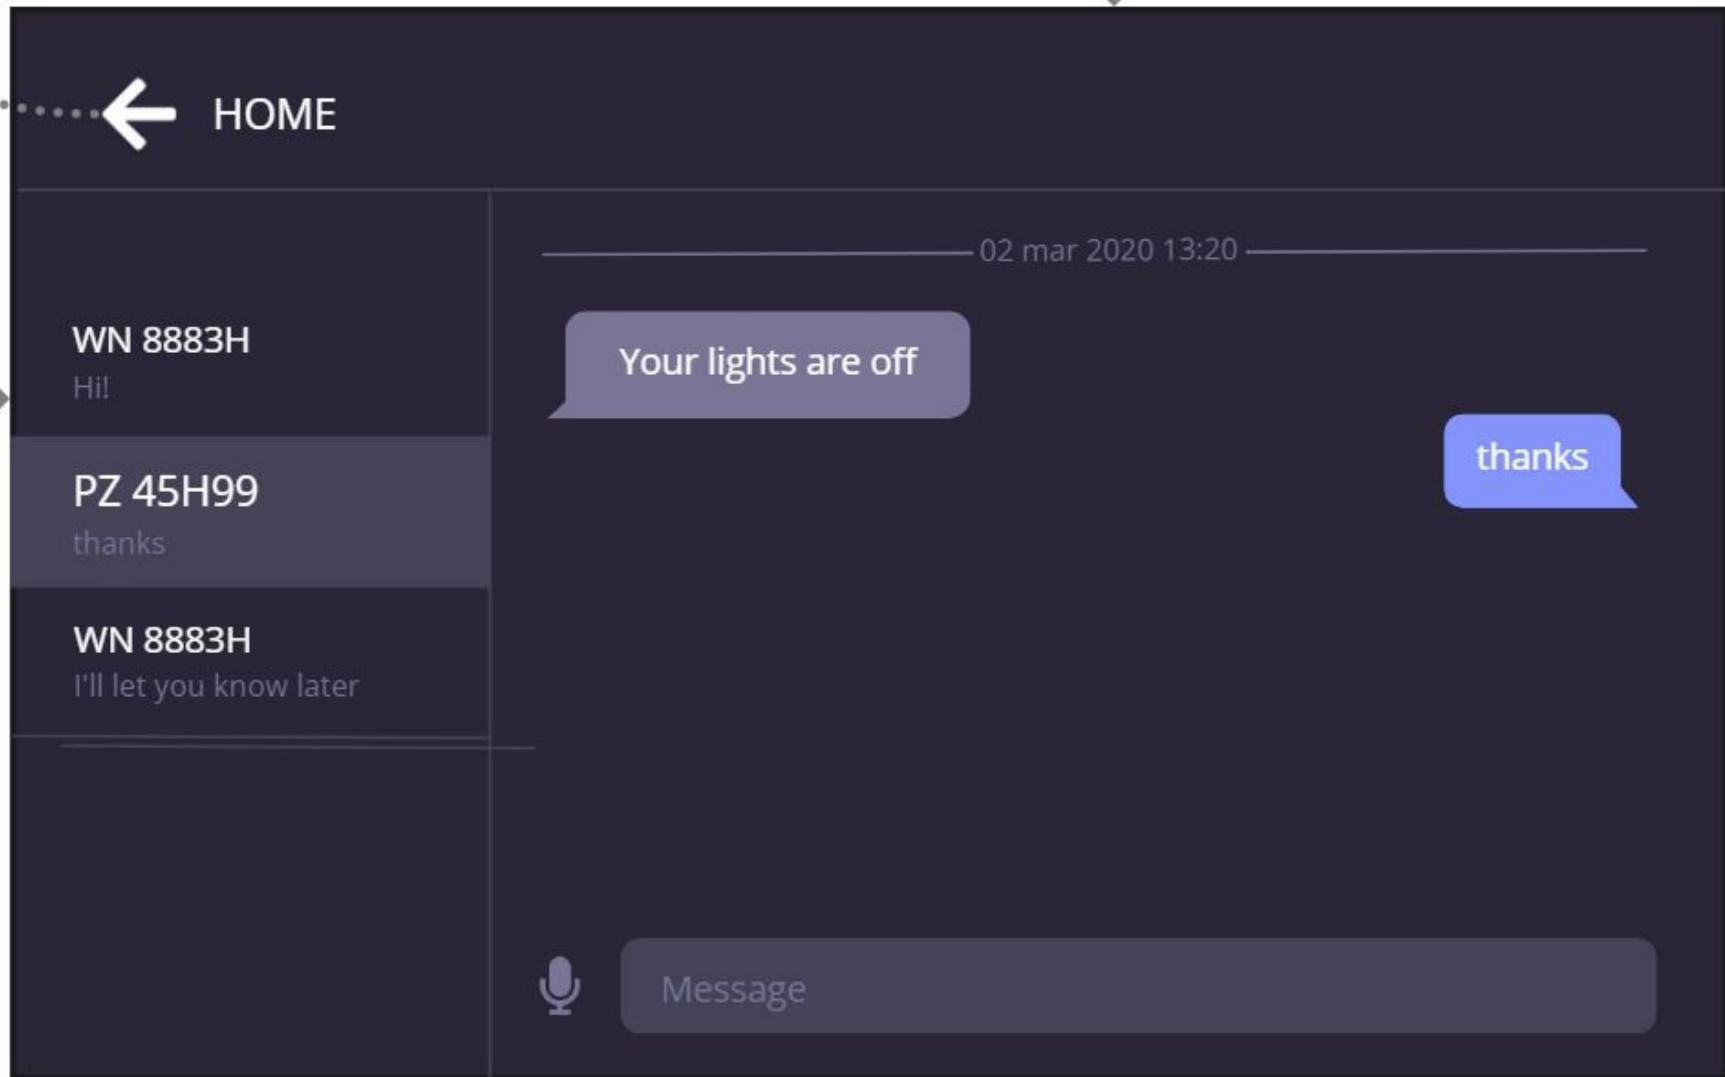 HOME
WN 8883H
Hi!
PZ 45H99
thanks
WN 8883H
I'll let you know later
02 mar 2020 13:20
Your lights are off
thanks
Message